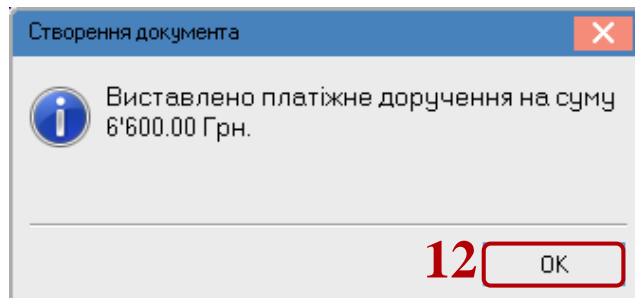 Створення документа
Виставлено платіжне доручення на суму
6'600.00 Грн.
12
OK